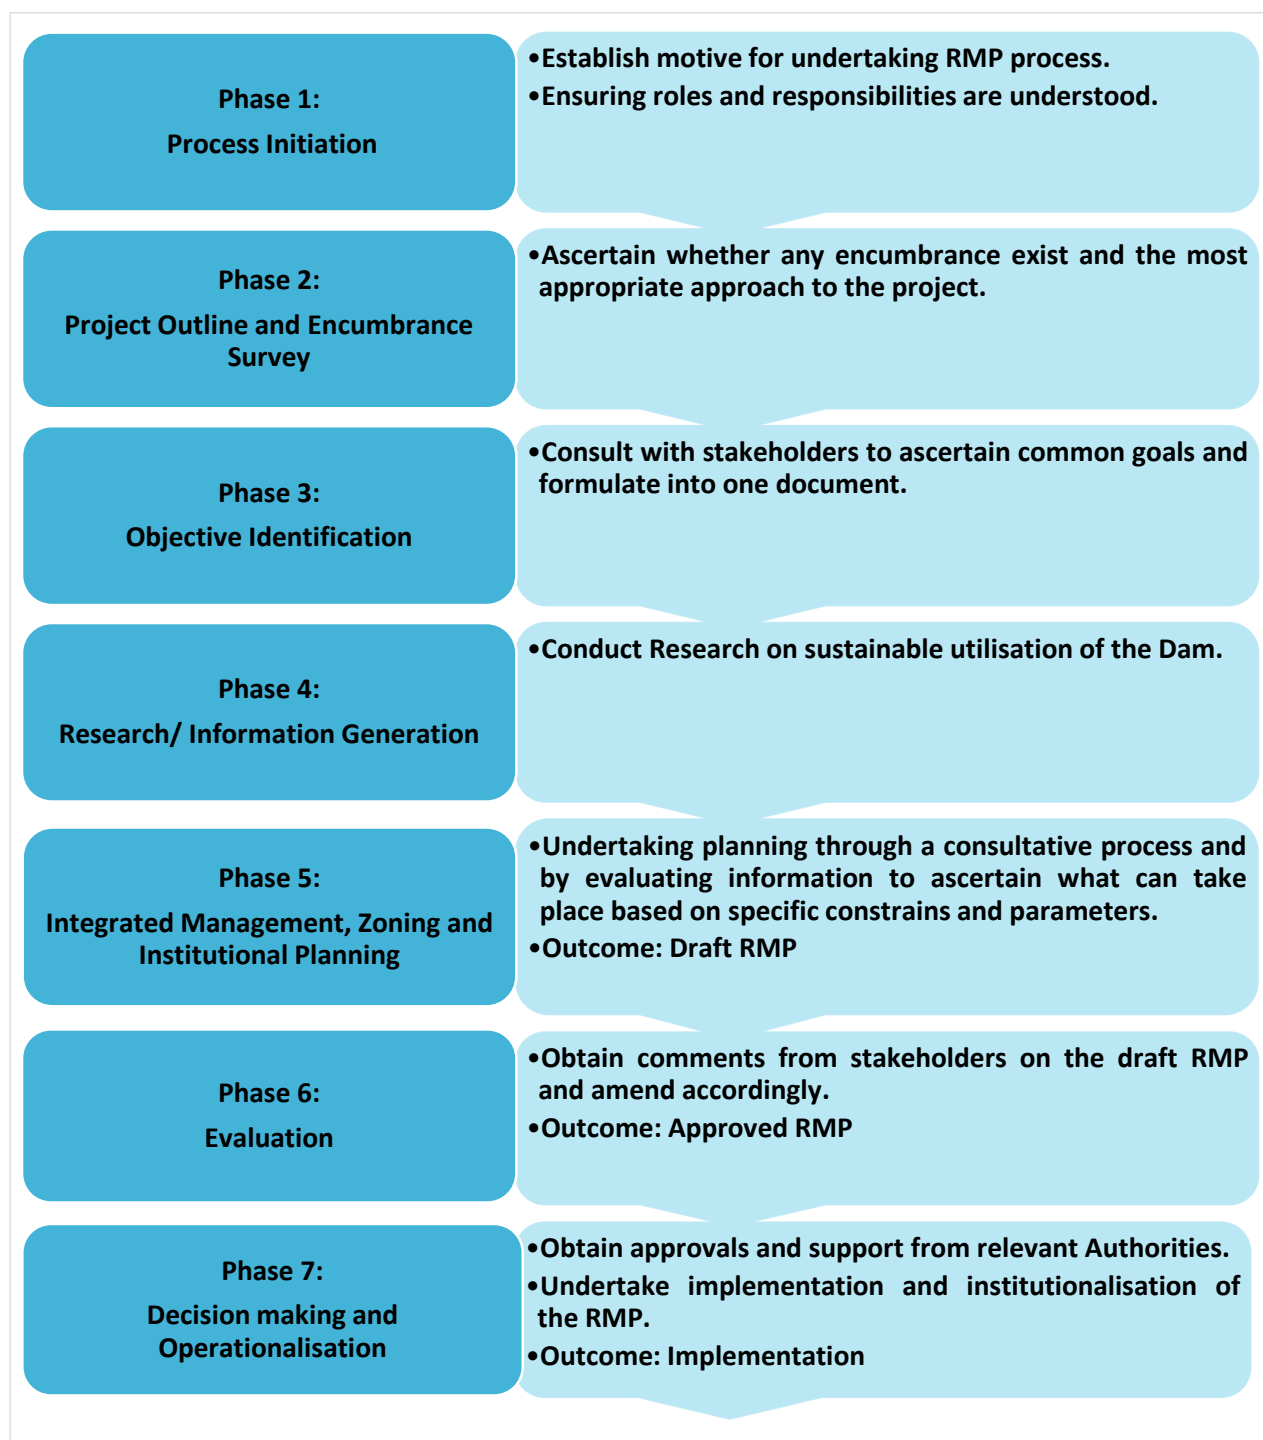 Phase 1:
Process Initiation
•Establish motive for undertaking RMP process.
•Ensuring roles and responsibilities are understood.
Phase 2:
Project Outline and Encumbrance
Survey
•Ascertain whether any encumbrance exist and the most
appropriate approach to the project.
Phase 3:
Objective Identification
•Consult with stakeholders to ascertain common goals and
formulate into one document.
Phase 4:
Research/ Information Generation
•Conduct Research on sustainable utilisation of the Dam.
Phase 5:
Integrated Management, Zoning and
Institutional Planning
•Undertaking planning through a consultative process and
by evaluating information to ascertain what can take
place based on specific constrains and parameters.
•Outcome: Draft RMP
Phase 6:
Evaluation
•Obtain comments from stakeholders on the draft RMP
and amend accordingly.
•Outcome: Approved RMP
Phase 7:
Decision making and
Operationalisation
•Obtain approvals and support from relevant Authorities.
•Undertake implementation and institutionalisation of
the RMP.
•Outcome: Implementation